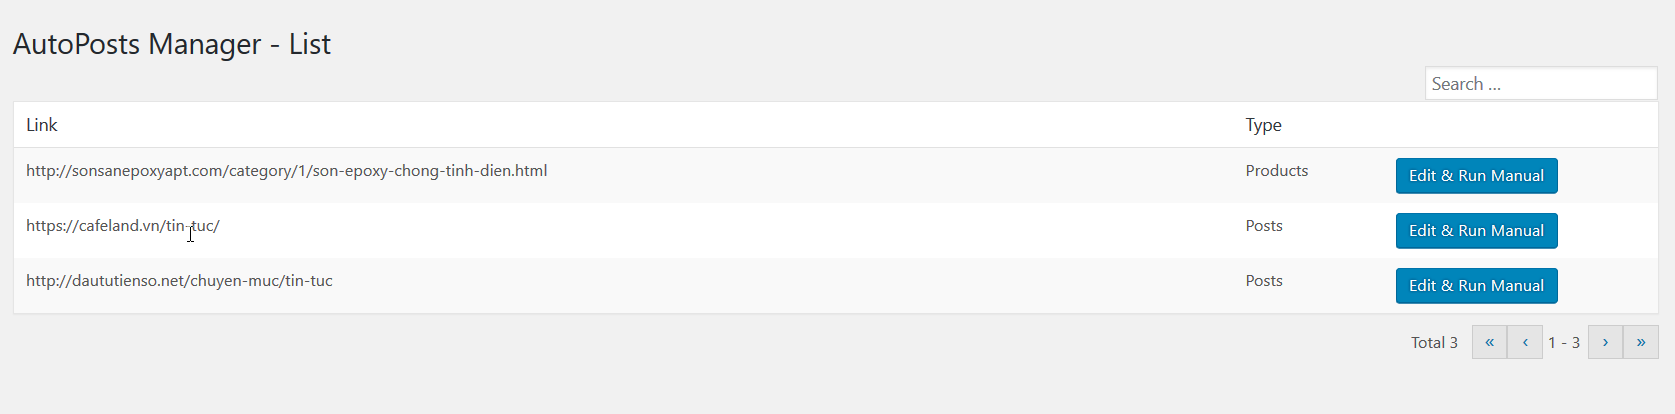 AutoPosts Manager - List
Search ...
Link Type
http://sonsanepoxyapt.com/category/1/son-epoxy-chong-tinh-dien.html Products Edit & Run Manual
https://cafeland.vn/tin-tuc/ Posts Edit & Run Manual
http://daututienso.net/chuyen-muc/tin-tuc Posts Edit & Run Manual
Total 3 « ‹ 1 - 3 › »